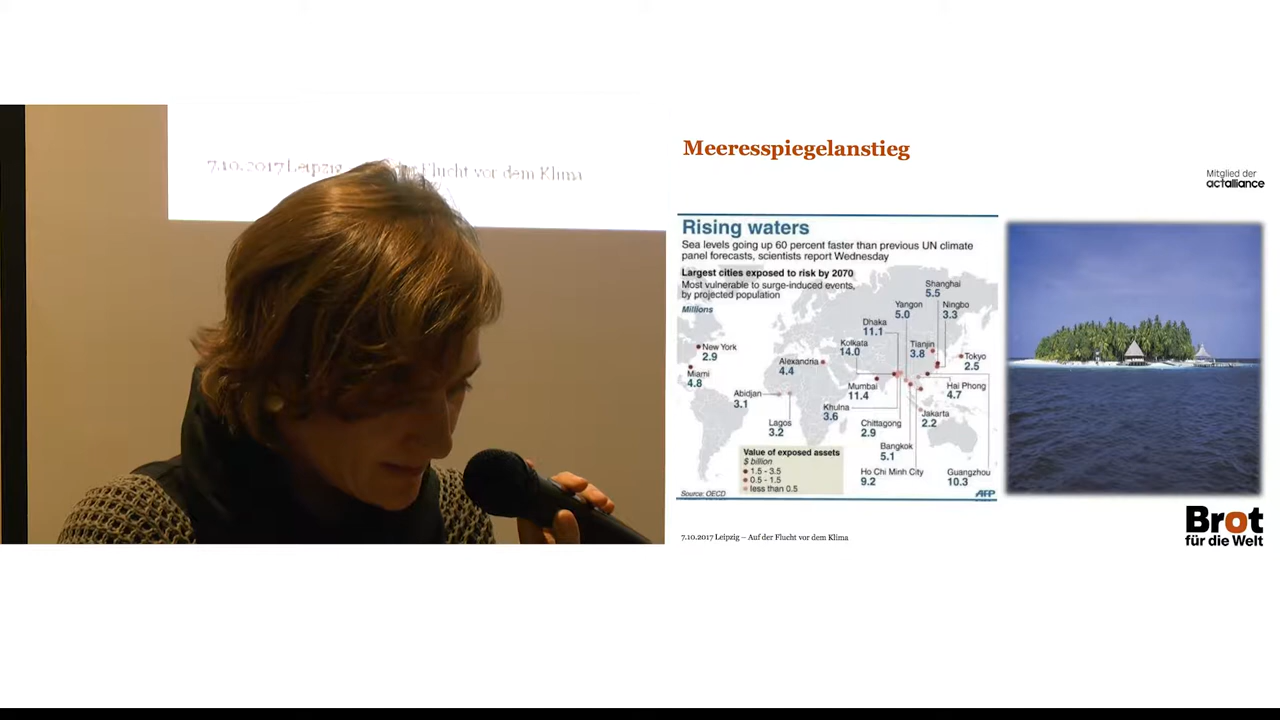 7.10.2017 Leipzig der Flucht vor dem Klima
Meeresspiegelanstieg
Mitglied der
actalliance
Rising waters
Sea levels going up 60 percent faster than previous UN climate
panel forecasts, scientists report Wednesday
Largest cities exposed to risk by 2070
Most vulnerable to surge-induced events,
by projected population
Millions
Shanghai
5.5
Yangon
5.0
Ningbo
3.3
Dhaka
11.1
Kolkata
14.0
Tianjin
3.8
New York
2.9
Tokyo
2.5
Alexandria
4.4
Miami
4.8
Mumbai
11.4
Hai Phong
4.7
Abidjan
3.1
Khulna
3.6
Jakarta
2.2
Lagos
3.2
Chittagong
2.9
Bangkok
5.1
Value of exposed assets
$ billion
1.5 - 3.5
0.5 - 1.5
less than 0.5
Ho Chi Minh City
9.2
Guangzhou
10.3
Source: OECD
AFP
Brot
für die Welt
7.10.2017 Leipzig – Auf der Flucht vor dem Klima